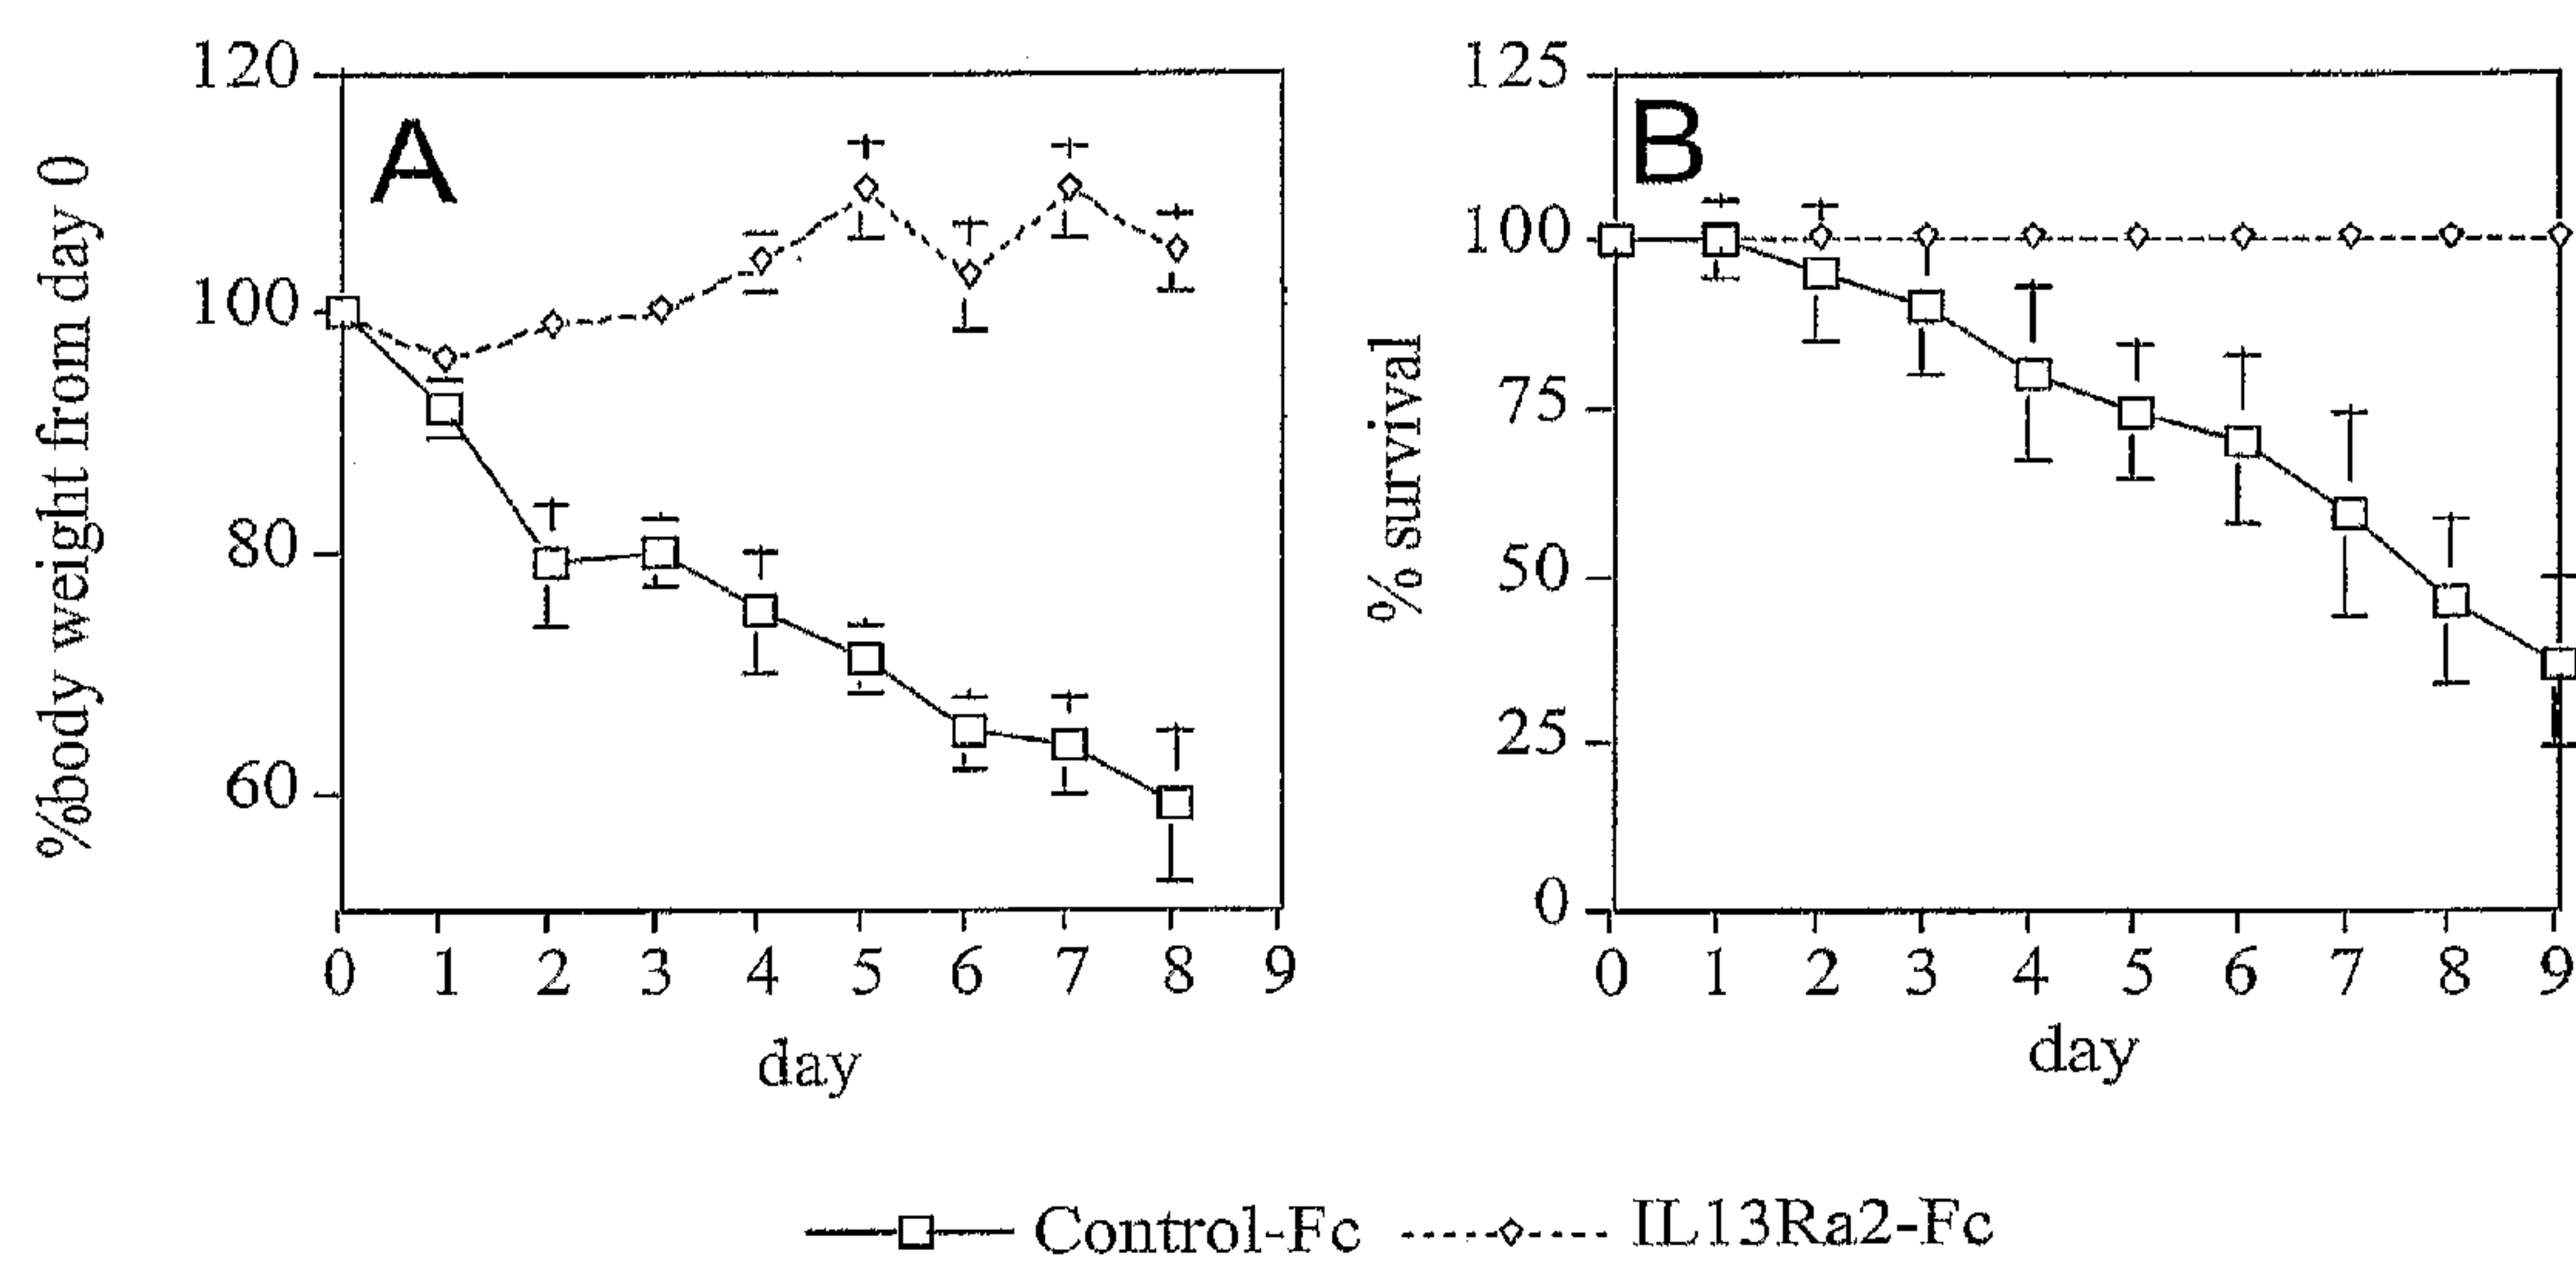 120
100
80
60
%body weight from day 0
A
0 1 2 3 4 5 6 7 8 9
day
125
100
75
50
25
0
% survival
B
0 1 2 3 4 5 6 7 8 9
day
Control-Fc IL13Ra2-Fc